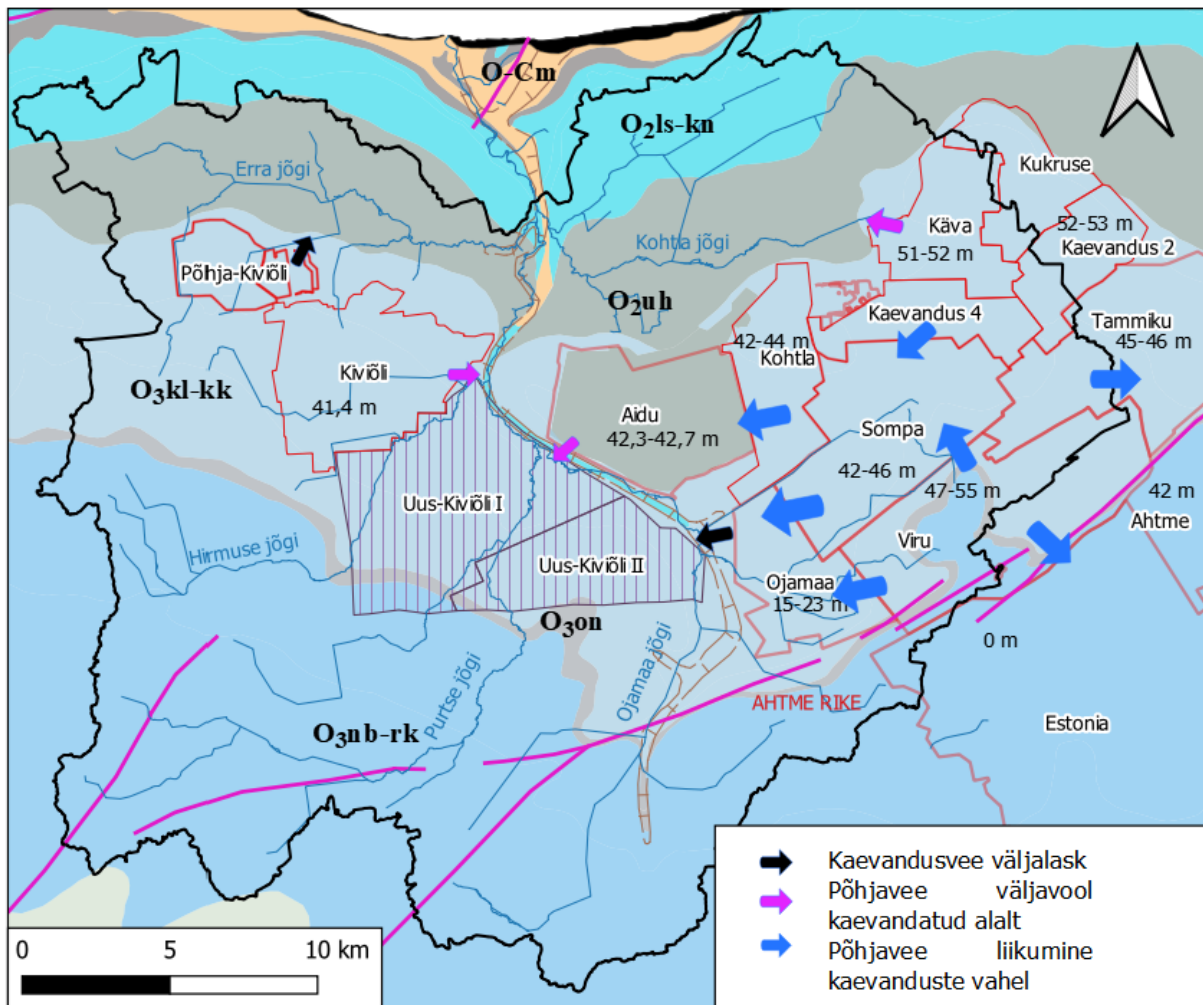 O-Cm
O₂ls-kn
Erra jõgi
Kukruse
Põhja-Kiviõli
Kohtla jõgi
Käva
51-52 m
52-53 m
Kaevandus 2
O₂uh
Kaevandus 4
Tammiku
45-46 m
42-44 m
Kohtla
O₃kl-kk
Kiviõli
41,4 m
Aidu
42,3-42,7 m
Sompa
42-46 m
47-55 m
42 m
Ahtme
Uus-Kiviõli I
Viru
Hirmuse jõgi
Uus-Kiviõli II
Ojamaa
15-23 m
O₃on
0 m
Purtse jõgi
Ojamaa jõgi
AHTME RIKE
Estonia
O₃nb-rk
0 5 10 km
Kaevandusvee väljalask
Põhjavee väljavool
kaevandatud alalt
Põhjavee liikumine
kaevanduste vahel